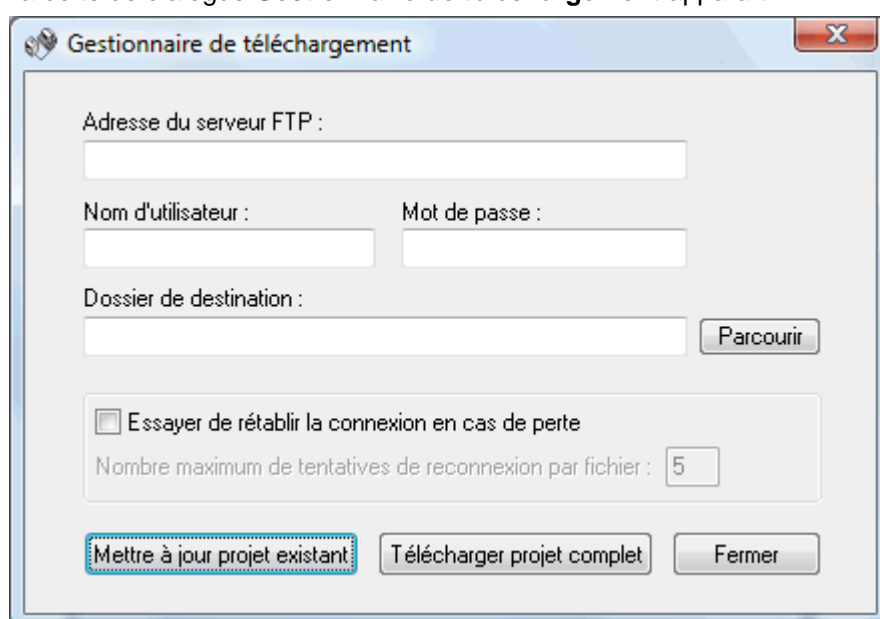 Gestionnaire de téléchargement
Adresse du serveur FTP :
Nom d'utilisateur : Mot de passe :
Dossier de destination :
Parcourir
Essayer de rétablir la connexion en cas de perte
Nombre maximum de tentatives de reconnexion par fichier : 5
Mettre à jour projet existant Télécharger projet complet Fermer